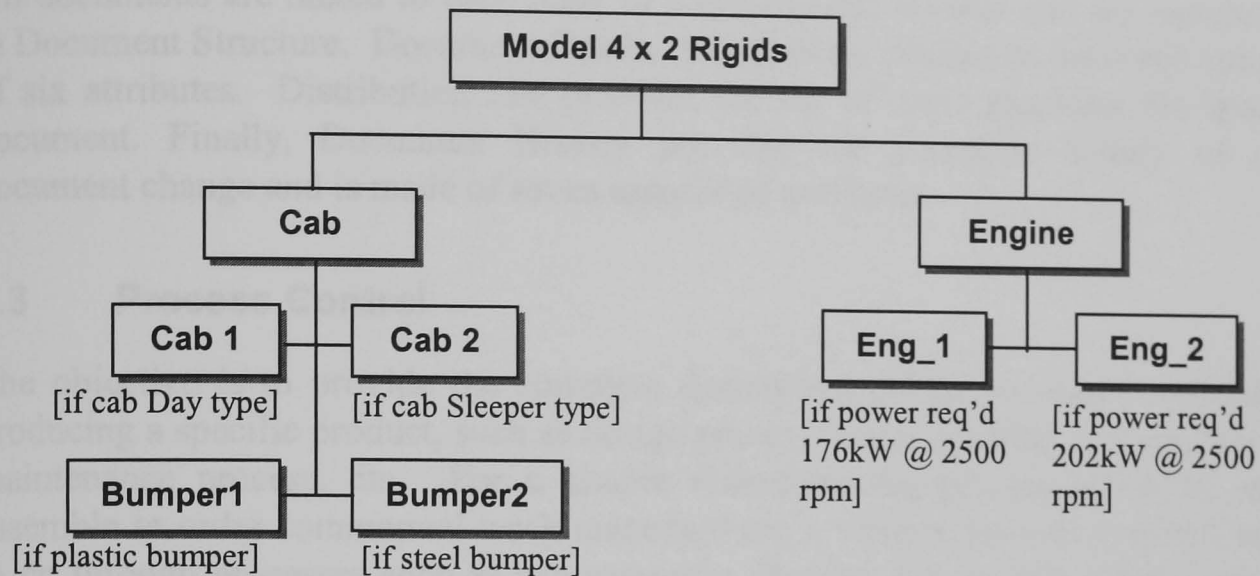 Model 4 x 2 Rigids
Cab
Engine
Cab 1
Cab 2
Eng_1
Eng_2
[if cab Day type]
[if cab Sleeper type]
[if power req'd
176kW @ 2500
rpm]
[if power req'd
202kW @ 2500
rpm]
Bumper1
Bumper2
[if plastic bumper]
[if steel bumper]